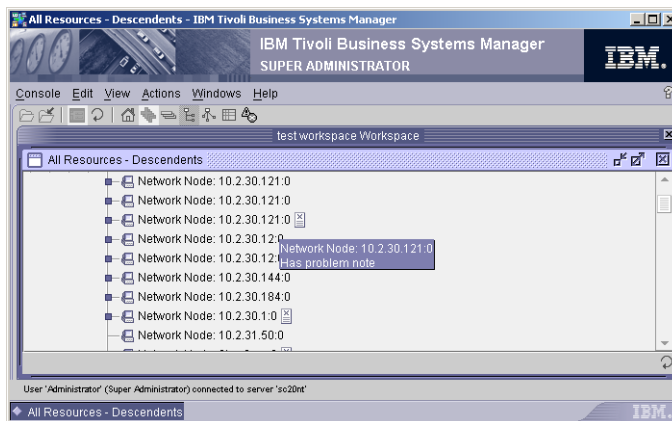 All Resources - Descendents - IBM Tivoli Business Systems Manager
IBM Tivoli Business Systems Manager
SUPER ADMINISTRATOR
IBM.
Console Edit View Actions Windows Help
test workspace Workspace
All Resources - Descendents
Network Node: 10.2.30.121:0
Network Node: 10.2.30.121:0
Network Node: 10.2.30.121:0
Network Node: 10.2.30.12:0
Network Node: 10.2.30.121:0
Network Node: 10.2.30.12:
Has problem note
Network Node: 10.2.30.144:0
Network Node: 10.2.30.184:0
Network Node: 10.2.30.1:0
Network Node: 10.2.31.50:0
User 'Administrator' (Super Administrator) connected to server 'sc20nt'
All Resources - Descendents
IBM.